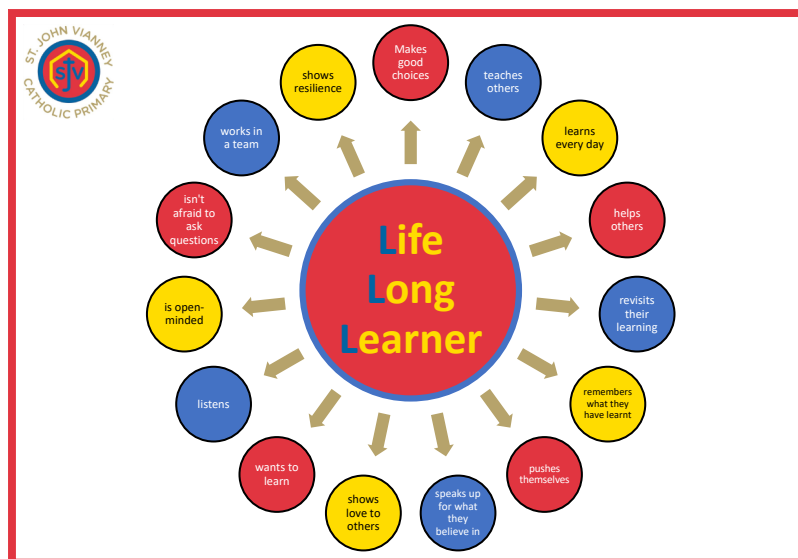 ST. JOHN VIANNEY
SJV
CATHOLIC PRIMARY
Life
Long
Learner
Makes
good
choices
teaches
others
learns
every day
helps
others
revisits
their
learning
remembers
what they
have learnt
pushes
themselves
speaks up
for what
they
believe in
shows
love to
others
wants to
learn
listens
is open-
minded
isn't
afraid to
ask
questions
works in
a team
shows
resilience